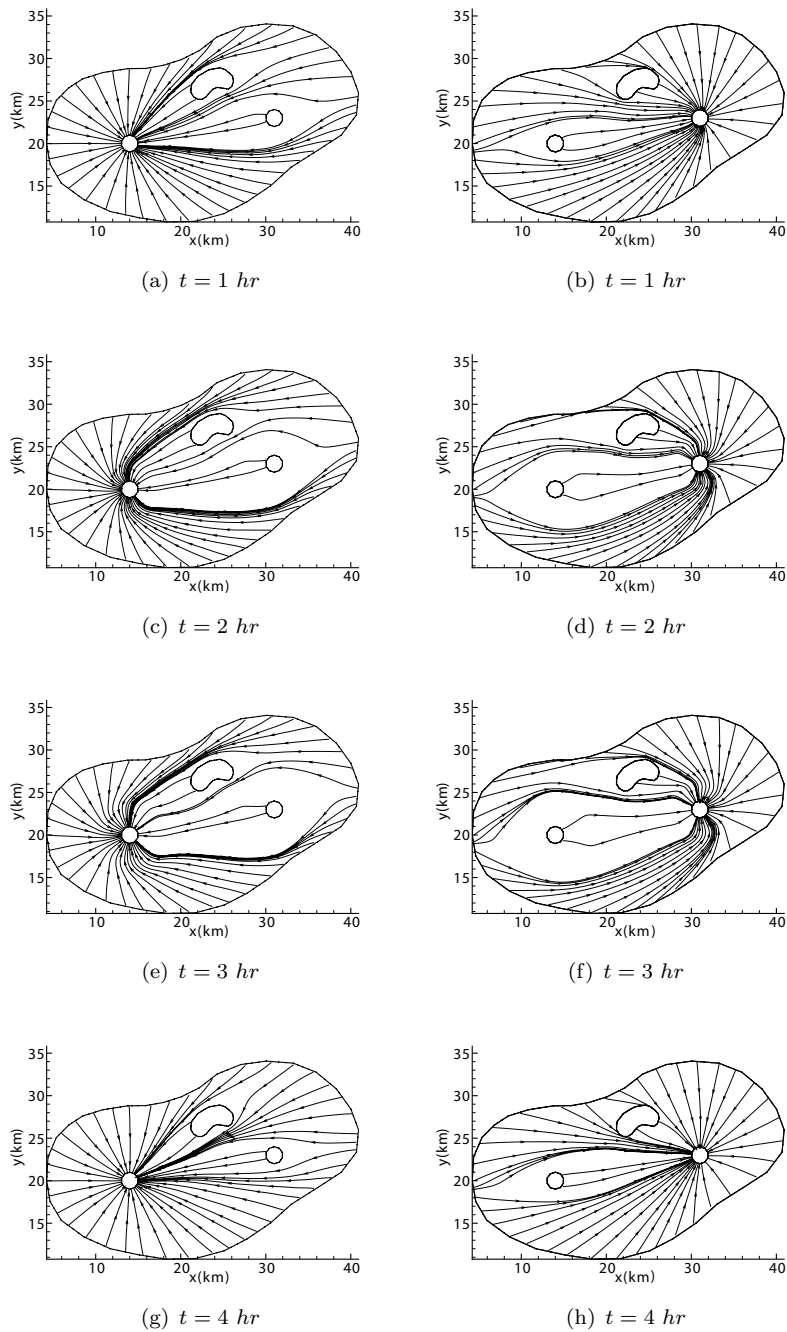 35
30
25
20
15
y(km)
10 20 30 40
x(km)
(a) t = 1 hr
35
30
25
20
15
y(km)
10 20 30 40
x(km)
(b) t = 1 hr
35
30
25
20
15
y(km)
10 20 30 40
x(km)
(c) t = 2 hr
35
30
25
20
15
y(km)
10 20 30 40
x(km)
(d) t = 2 hr
35
30
25
20
15
y(km)
10 20 30 40
x(km)
(e) t = 3 hr
35
30
25
20
15
y(km)
10 20 30 40
x(km)
(f) t = 3 hr
35
30
25
20
15
y(km)
10 20 30 40
x(km)
(g) t = 4 hr
35
30
25
20
15
y(km)
10 20 30 40
x(km)
(h) t = 4 hr